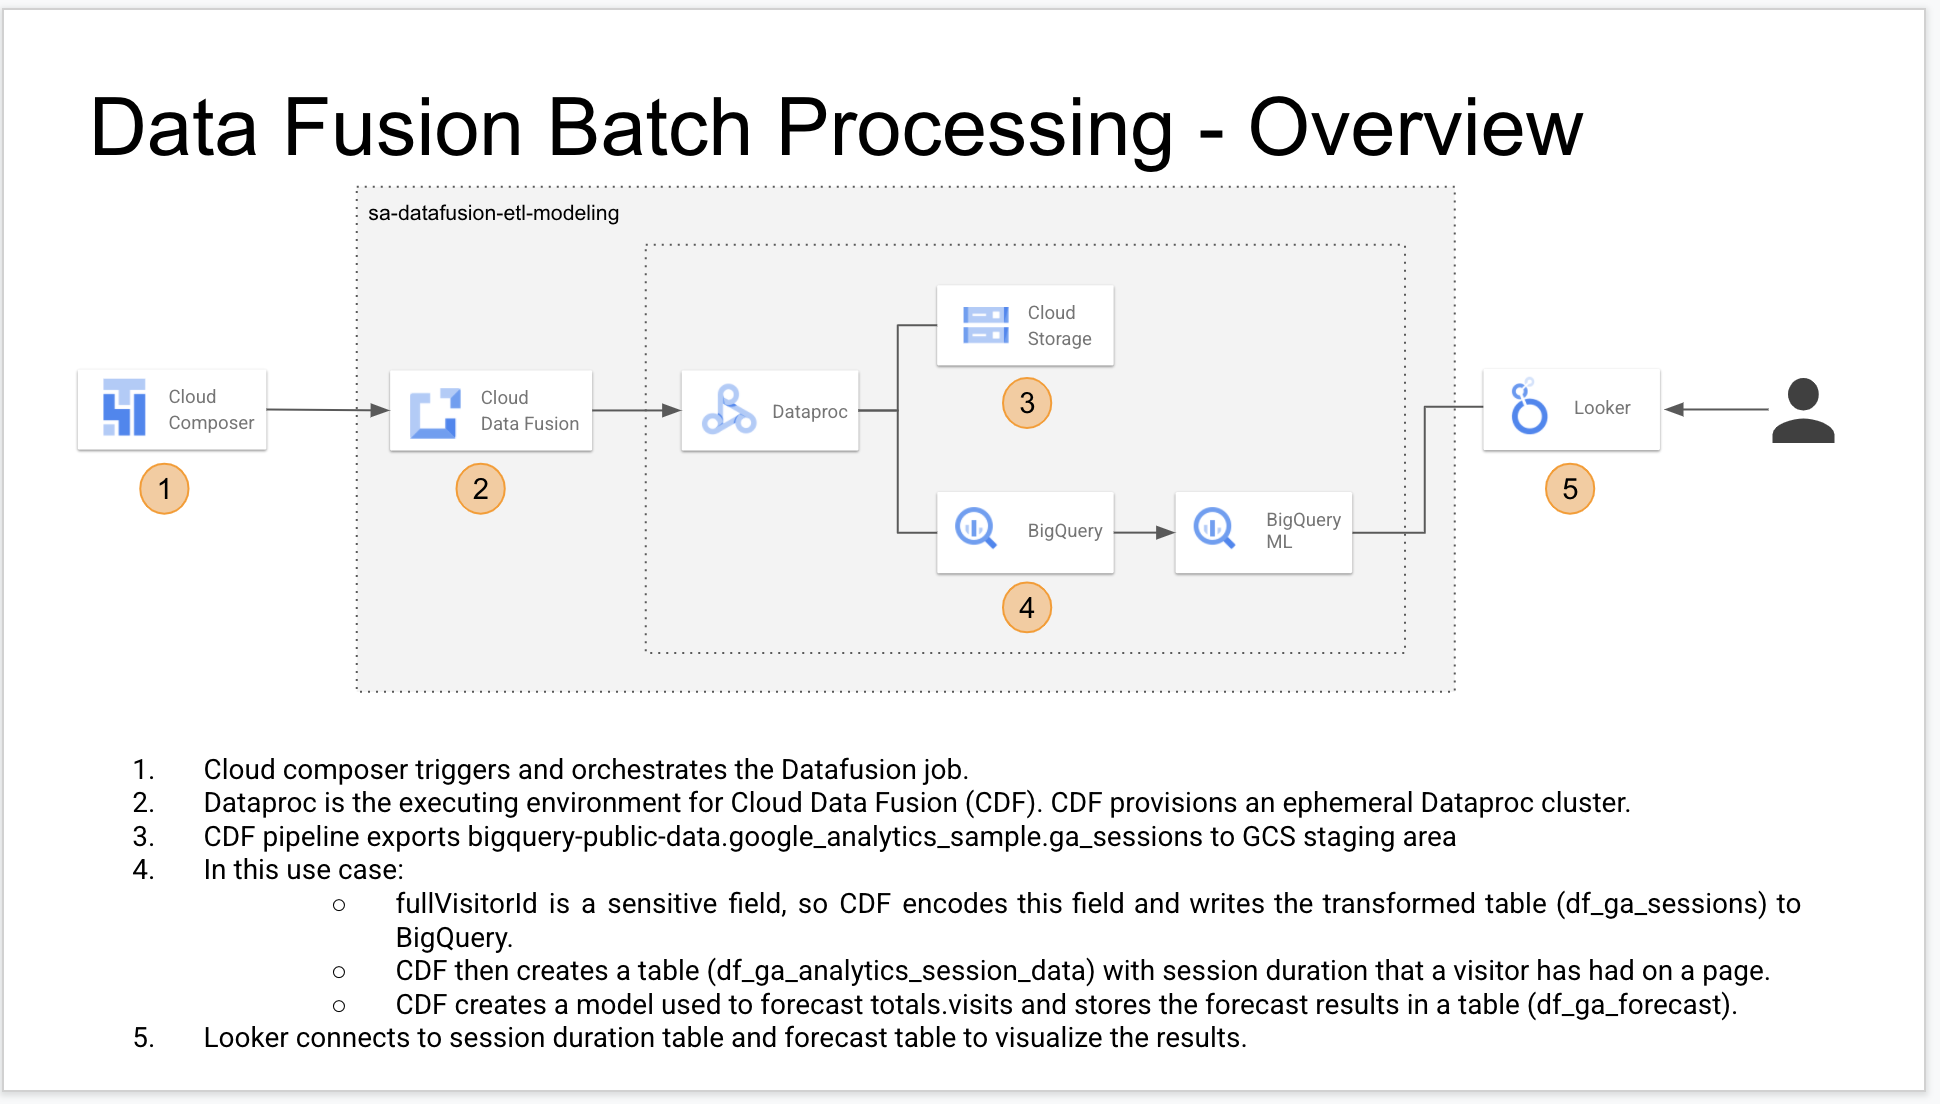 Data Fusion Batch Processing - Overview
sa-datafusion-etl-modeling
Cloud
Composer
1
Cloud
Data Fusion
2
Dataproc
Cloud
Storage
3
BigQuery
4
BigQuery
ML
Looker
5
1. Cloud composer triggers and orchestrates the Datafusion job.
2. Dataproc is the executing environment for Cloud Data Fusion (CDF). CDF provisions an ephemeral Dataproc cluster.
3. CDF pipeline exports bigquery-public-data.google_analytics_sample.ga_sessions to GCS staging area
4. In this use case:
○ fullVisitorId is a sensitive field, so CDF encodes this field and writes the transformed table (df_ga_sessions) to
BigQuery.
○ CDF then creates a table (df_ga_analytics_session_data) with session duration that a visitor has had on a page.
○ CDF creates a model used to forecast totals.visits and stores the forecast results in a table (df_ga_forecast).
5. Looker connects to session duration table and forecast table to visualize the results.